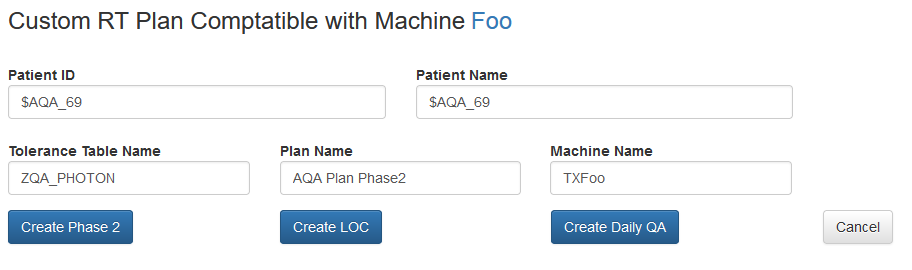 Custom RT Plan Comptatible with Machine Foo
Patient ID Patient Name
$AQA_69 $AQA_69
Tolerance Table Name Plan Name Machine Name
ZQA_PHOTON AQA Plan Phase2 TXFoo
Create Phase 2 Create LOC Create Daily QA Cancel